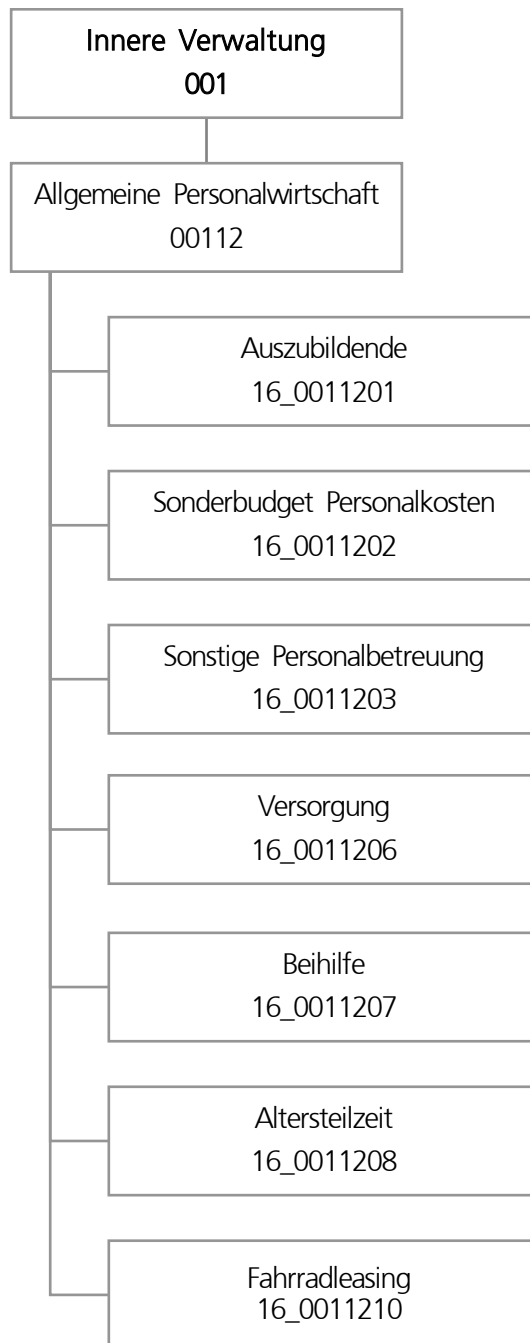 Innere Verwaltung
001
Allgemeine Personalwirtschaft
00112
Auszubildende
16_0011201
Sonderbudget Personalkosten
16_0011202
Sonstige Personalbetreuung
16_0011203
Versorgung
16_0011206
Beihilfe
16_0011207
Altersteilzeit
16_0011208
Fahrradleasing
16_0011210